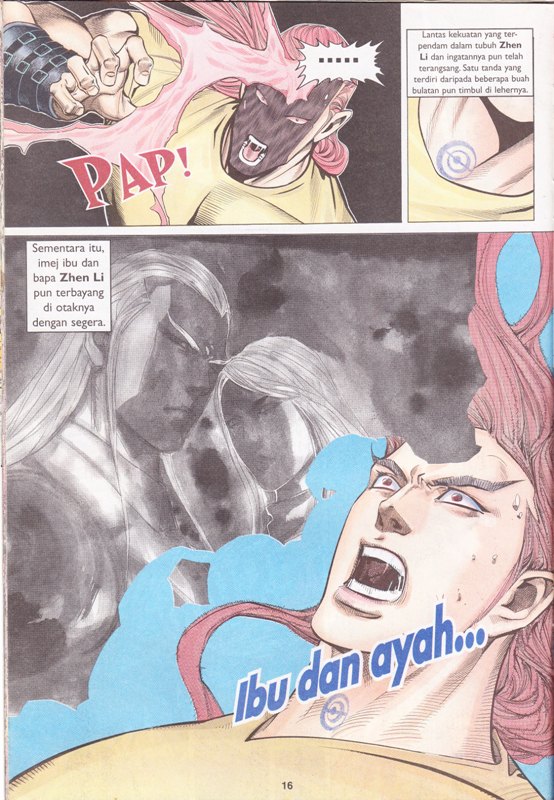 .....
Lantas kekuatan yang ter-
pendam dalam tubuh Zhen
Li dan ingatannya pun telah
terangsang. Satu tanda yang
terdiri daripada beberapa buah
bulatan pun timbul di lehernya.
PAP!
Sementara itu,
imej ibu dan
bapa Zhen Li
pun terbayang
di otaknya
dengan segera.
Ibu dan ayah...
16